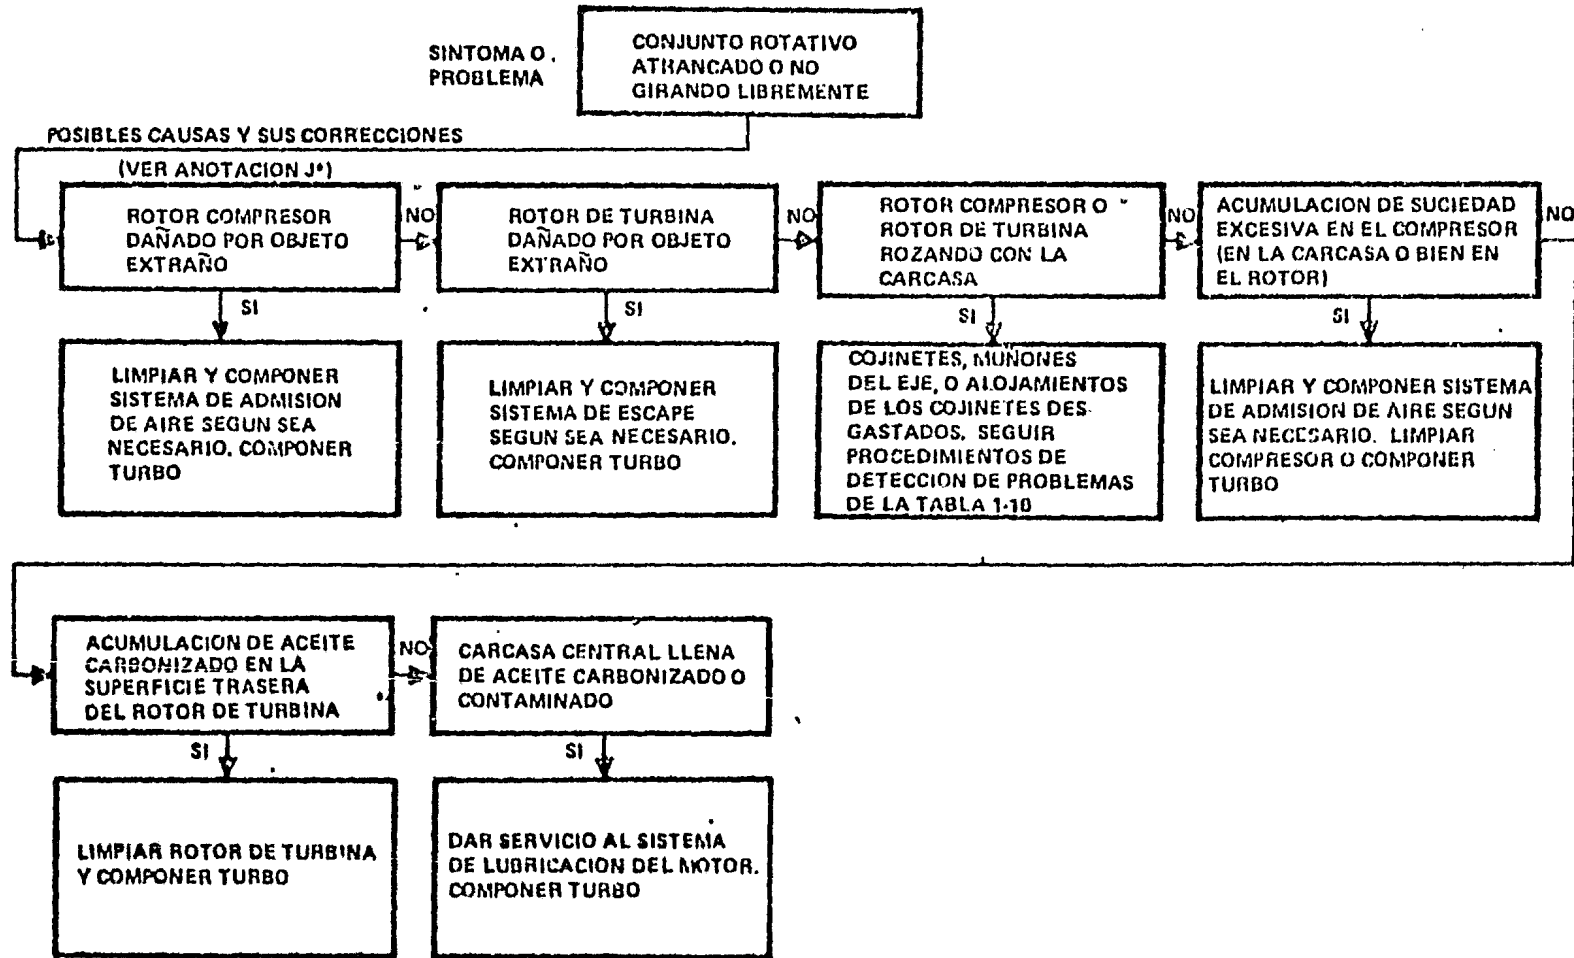 SINTOMA O
PROBLEMA
CONJUNTO ROTATIVO
ATRANCADO O NO
GIRANDO LIBREMENTE
POSIBLES CAUSAS Y SUS CORRECCIONES
(VER ANOTACION J*)
ROTOR COMPRESOR
DAÑADO POR OBJETO
EXTRAÑO
NO
ROTOR DE TURBINA
DAÑADO POR OBJETO
EXTRAÑO
NO
ROTOR COMPRESOR O
ROTOR DE TURBINA
ROZANDO CON LA
CARCASA
NO
ACUMULACION DE SUCIEDAD
EXCESIVA EN EL COMPRESOR
(EN LA CARCASA O BIEN EN
EL ROTOR)
NO
SI
SI
SI
SI
LIMPIAR Y COMPONER
SISTEMA DE ADMISION
DE AIRE SEGUN SEA
NECESARIO. COMPONER
TURBO
LIMPIAR Y COMPONER
SISTEMA DE ESCAPE
SEGUN SEA NECESARIO.
COMPONER TURBO
COJINETES, MUÑONES
DEL EJE, O ALOJAMIENTOS
DE LOS COJINETES DES-
GASTADOS. SEGUIR
PROCEDIMIENTOS DE
DETECCION DE PROBLEMAS
DE LA TABLA 1-10
LIMPIAR Y COMPONER SISTEMA
DE ADMISION DE AIRE SEGUN
SEA NECESARIO. LIMPIAR
COMPRESOR O COMPONER
TURBO
ACUMULACION DE ACEITE
CARBONIZADO EN LA
SUPERFICIE TRASERA
DEL ROTOR DE TURBINA
NO
CARCASA CENTRAL LLENA
DE ACEITE CARBONIZADO O
CONTAMINADO
SI
SI
LIMPIAR ROTOR DE TURBINA
Y COMPONER TURBO
DAR SERVICIO AL SISTEMA
DE LUBRICACION DEL MOTOR.
COMPONER TURBO